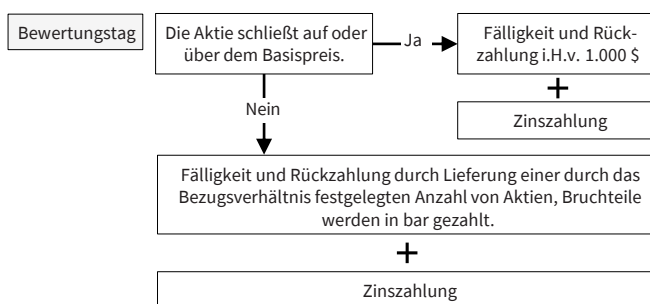 Bewertungstag
Die Aktie schließt auf oder
über dem Basispreis.
Ja
Fälligkeit und Rück-
zahlung i.H.v. 1.000 $
+
Zinszahlung
Nein
Fälligkeit und Rückzahlung durch Lieferung einer durch das
Bezugsverhältnis festgelegten Anzahl von Aktien, Bruchteile
werden in bar gezahlt.
+
Zinszahlung